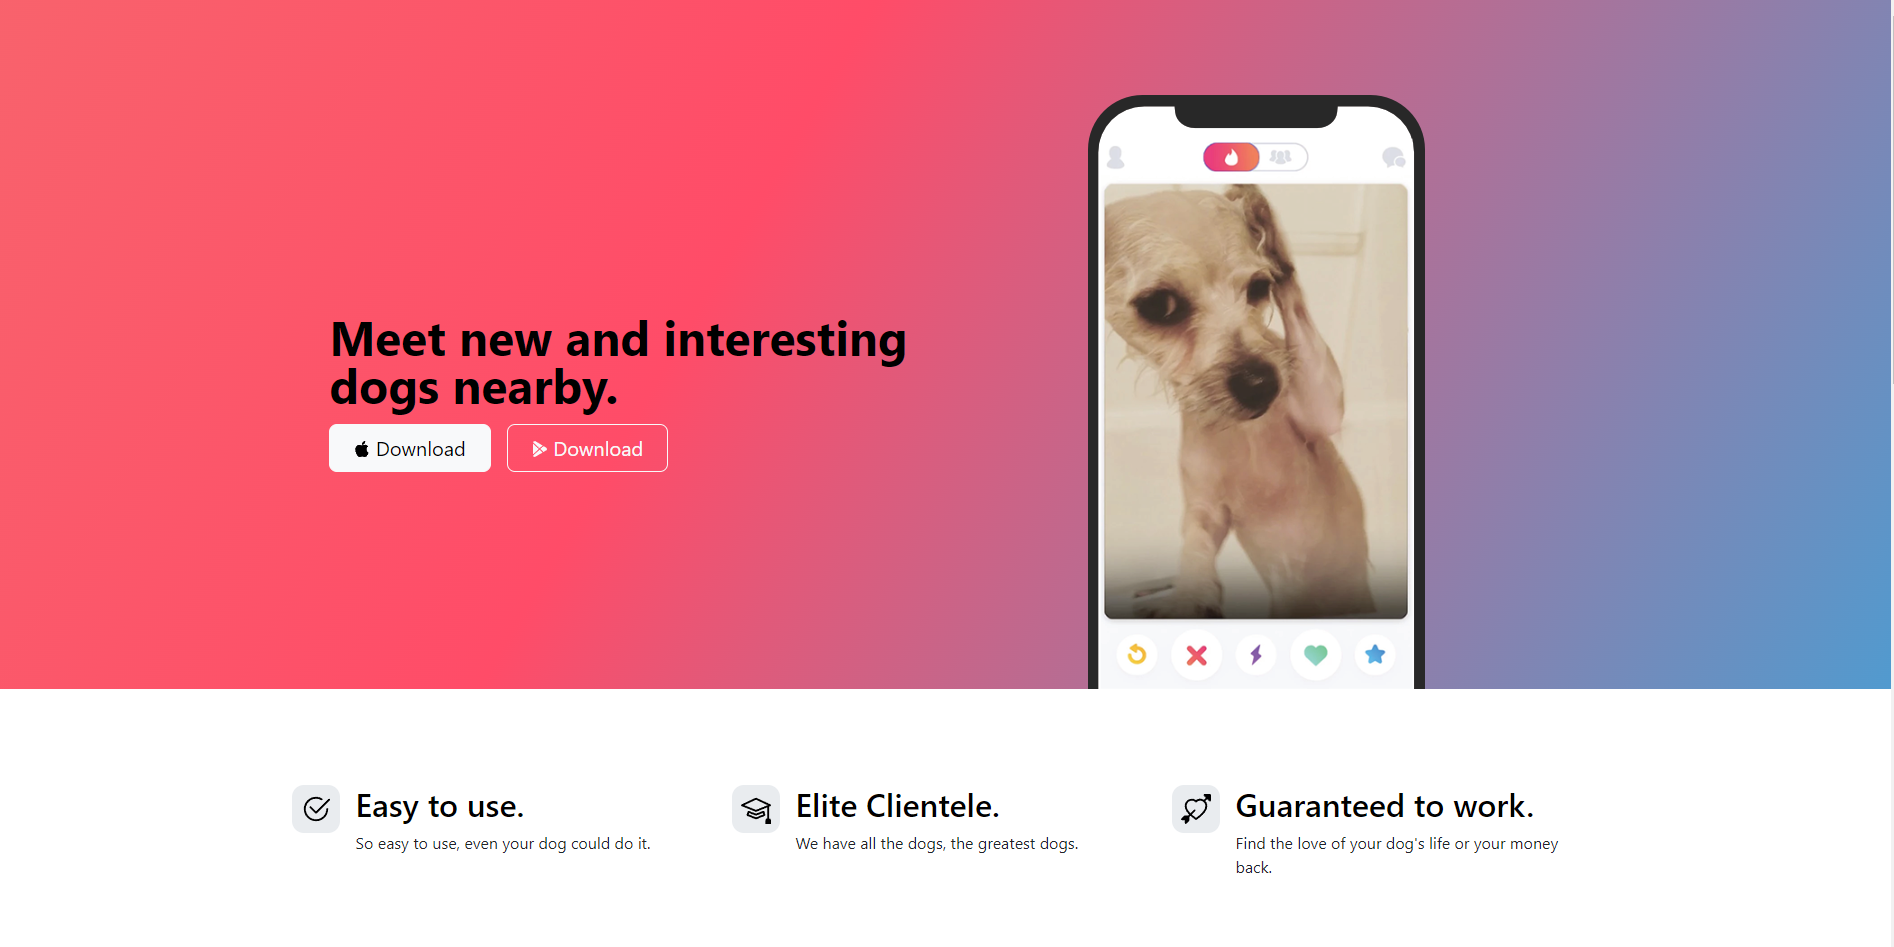 Meet new and interesting
dogs nearby.
Download
Download
Easy to use.
So easy to use, even your dog could do it.
Elite Clientele.
We have all the dogs, the greatest dogs.
Guaranteed to work.
Find the love of your dog's life or your money
back.